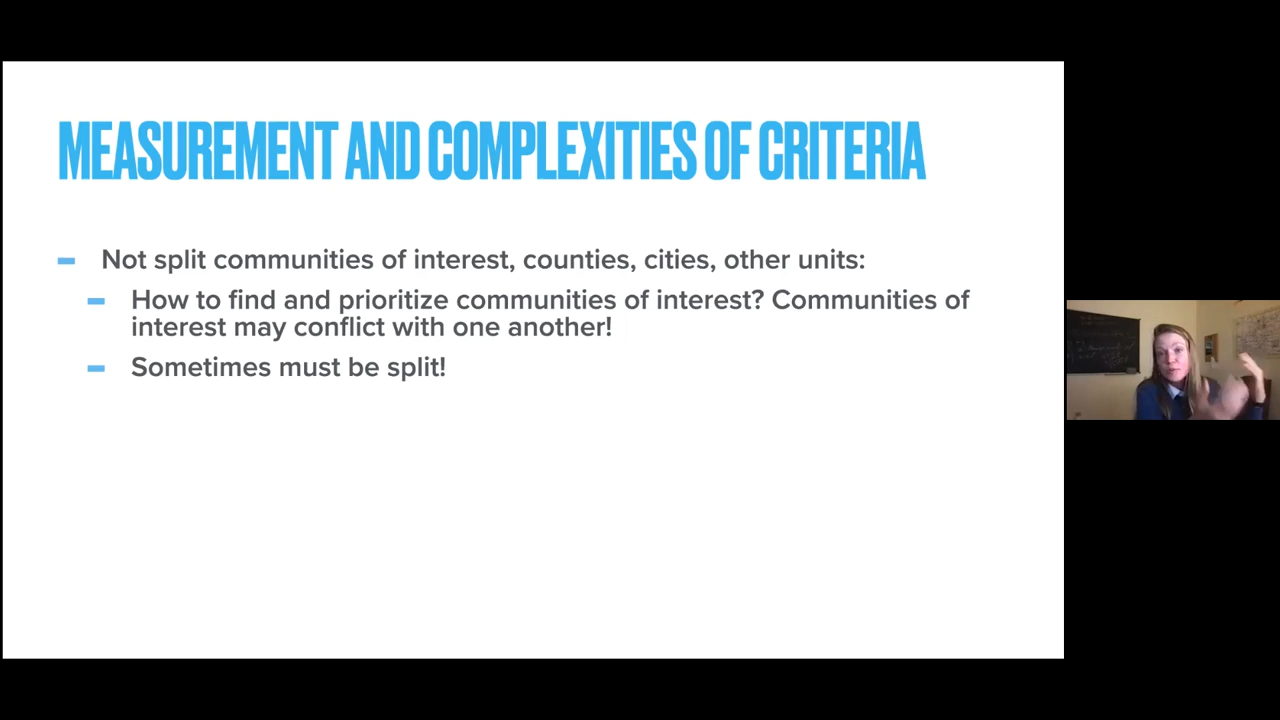 MEASUREMENT AND COMPLEXITIES OF CRITERIA
Not split communities of interest, counties, cities, other units:
How to find and prioritize communities of interest? Communities of
interest may conflict with one another!
Sometimes must be split!